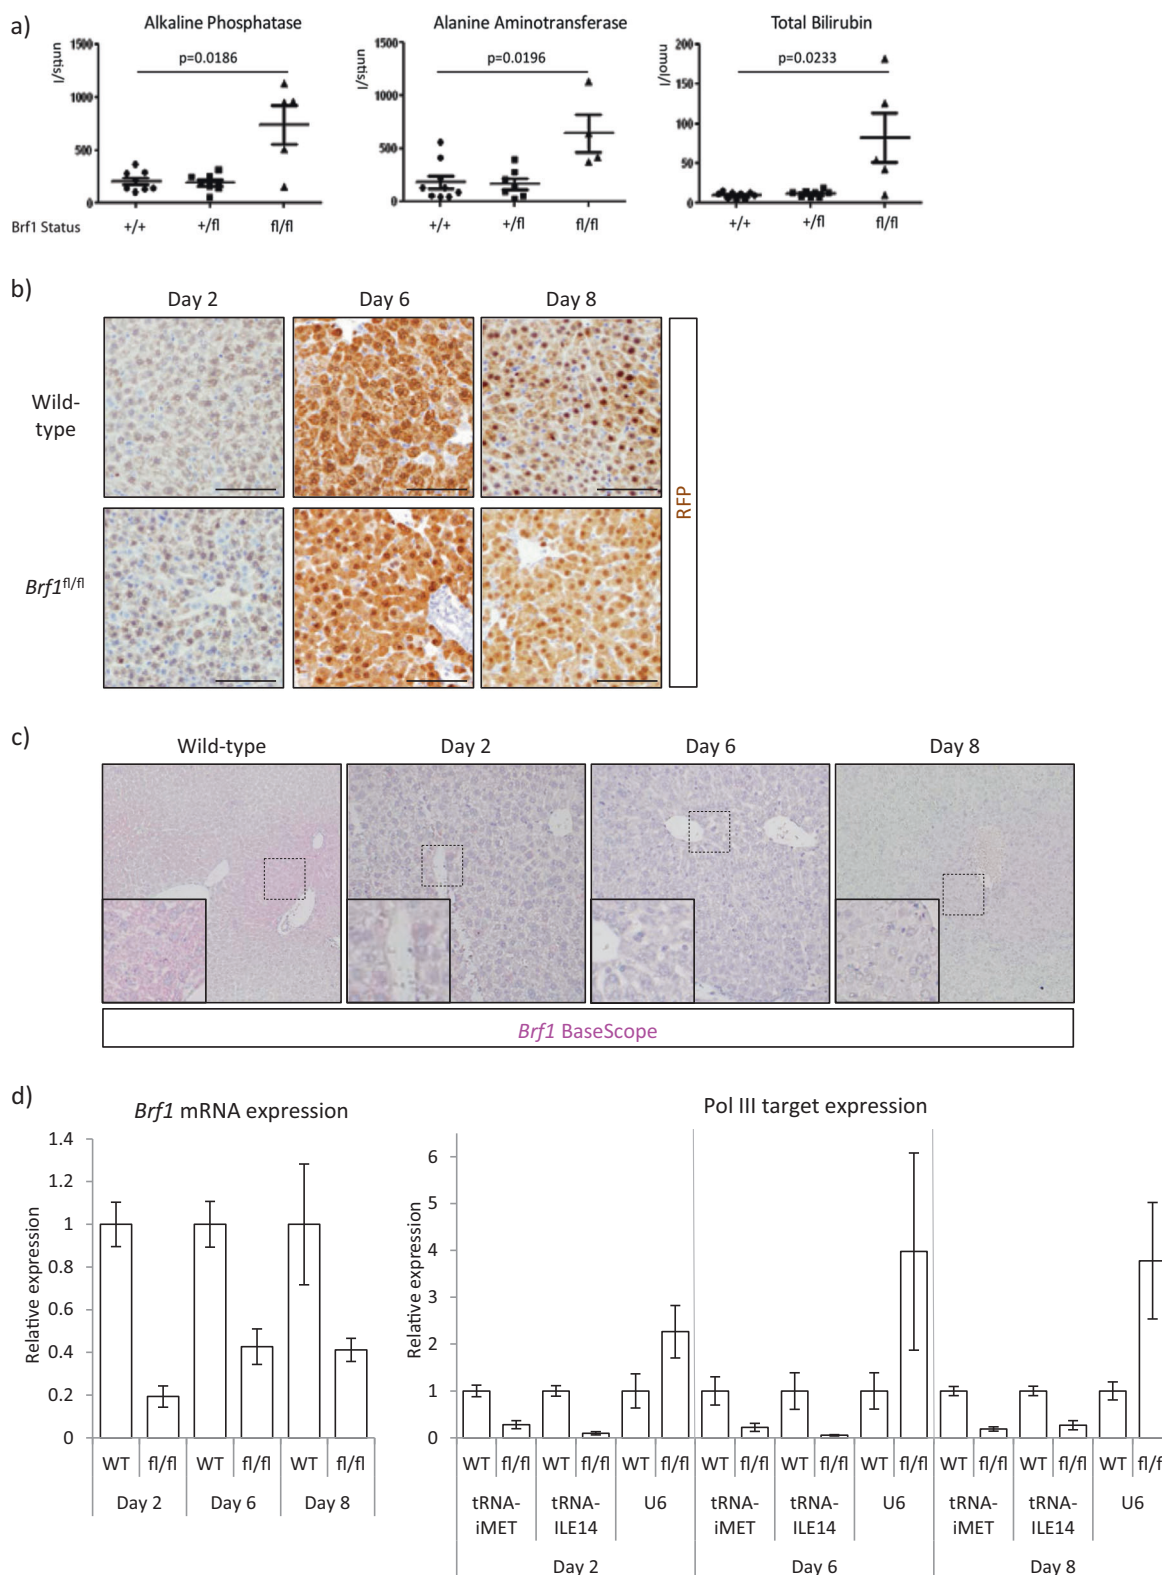 a)
Alkaline Phosphatase
Alanine Aminotransferase
Total Bilirubin
1500
1000
500
0
units/l
p=0.0186
1500
1000
500
0
units/l
p=0.0196
200
150
100
50
0
nmol/l
p=0.0233
Brf1 Status
+/+
+/fl
fl/fl
+/+
+/fl
fl/fl
+/+
+/fl
fl/fl
b)
Day 2
Day 6
Day 8
Wild-
type
Brf1fl/fl
RFP
c)
Wild-type
Day 2
Day 6
Day 8
Brf1 BaseScope
d)
Brf1 mRNA expression
Relative expression
1.4
1.2
1
0.8
0.6
0.4
0.2
0
WT fl/fl WT fl/fl WT fl/fl
Day 2 Day 6 Day 8
Pol III target expression
Relative expression
6
5
4
3
2
1
0
WT fl/fl WT fl/fl WT fl/fl WT fl/fl WT fl/fl WT fl/fl WT fl/fl WT fl/fl WT fl/fl
tRNA- tRNA- U6 tRNA- tRNA- U6 tRNA- tRNA- U6
iMET ILE14 iMET ILE14 iMET ILE14
Day 2 Day 6 Day 8